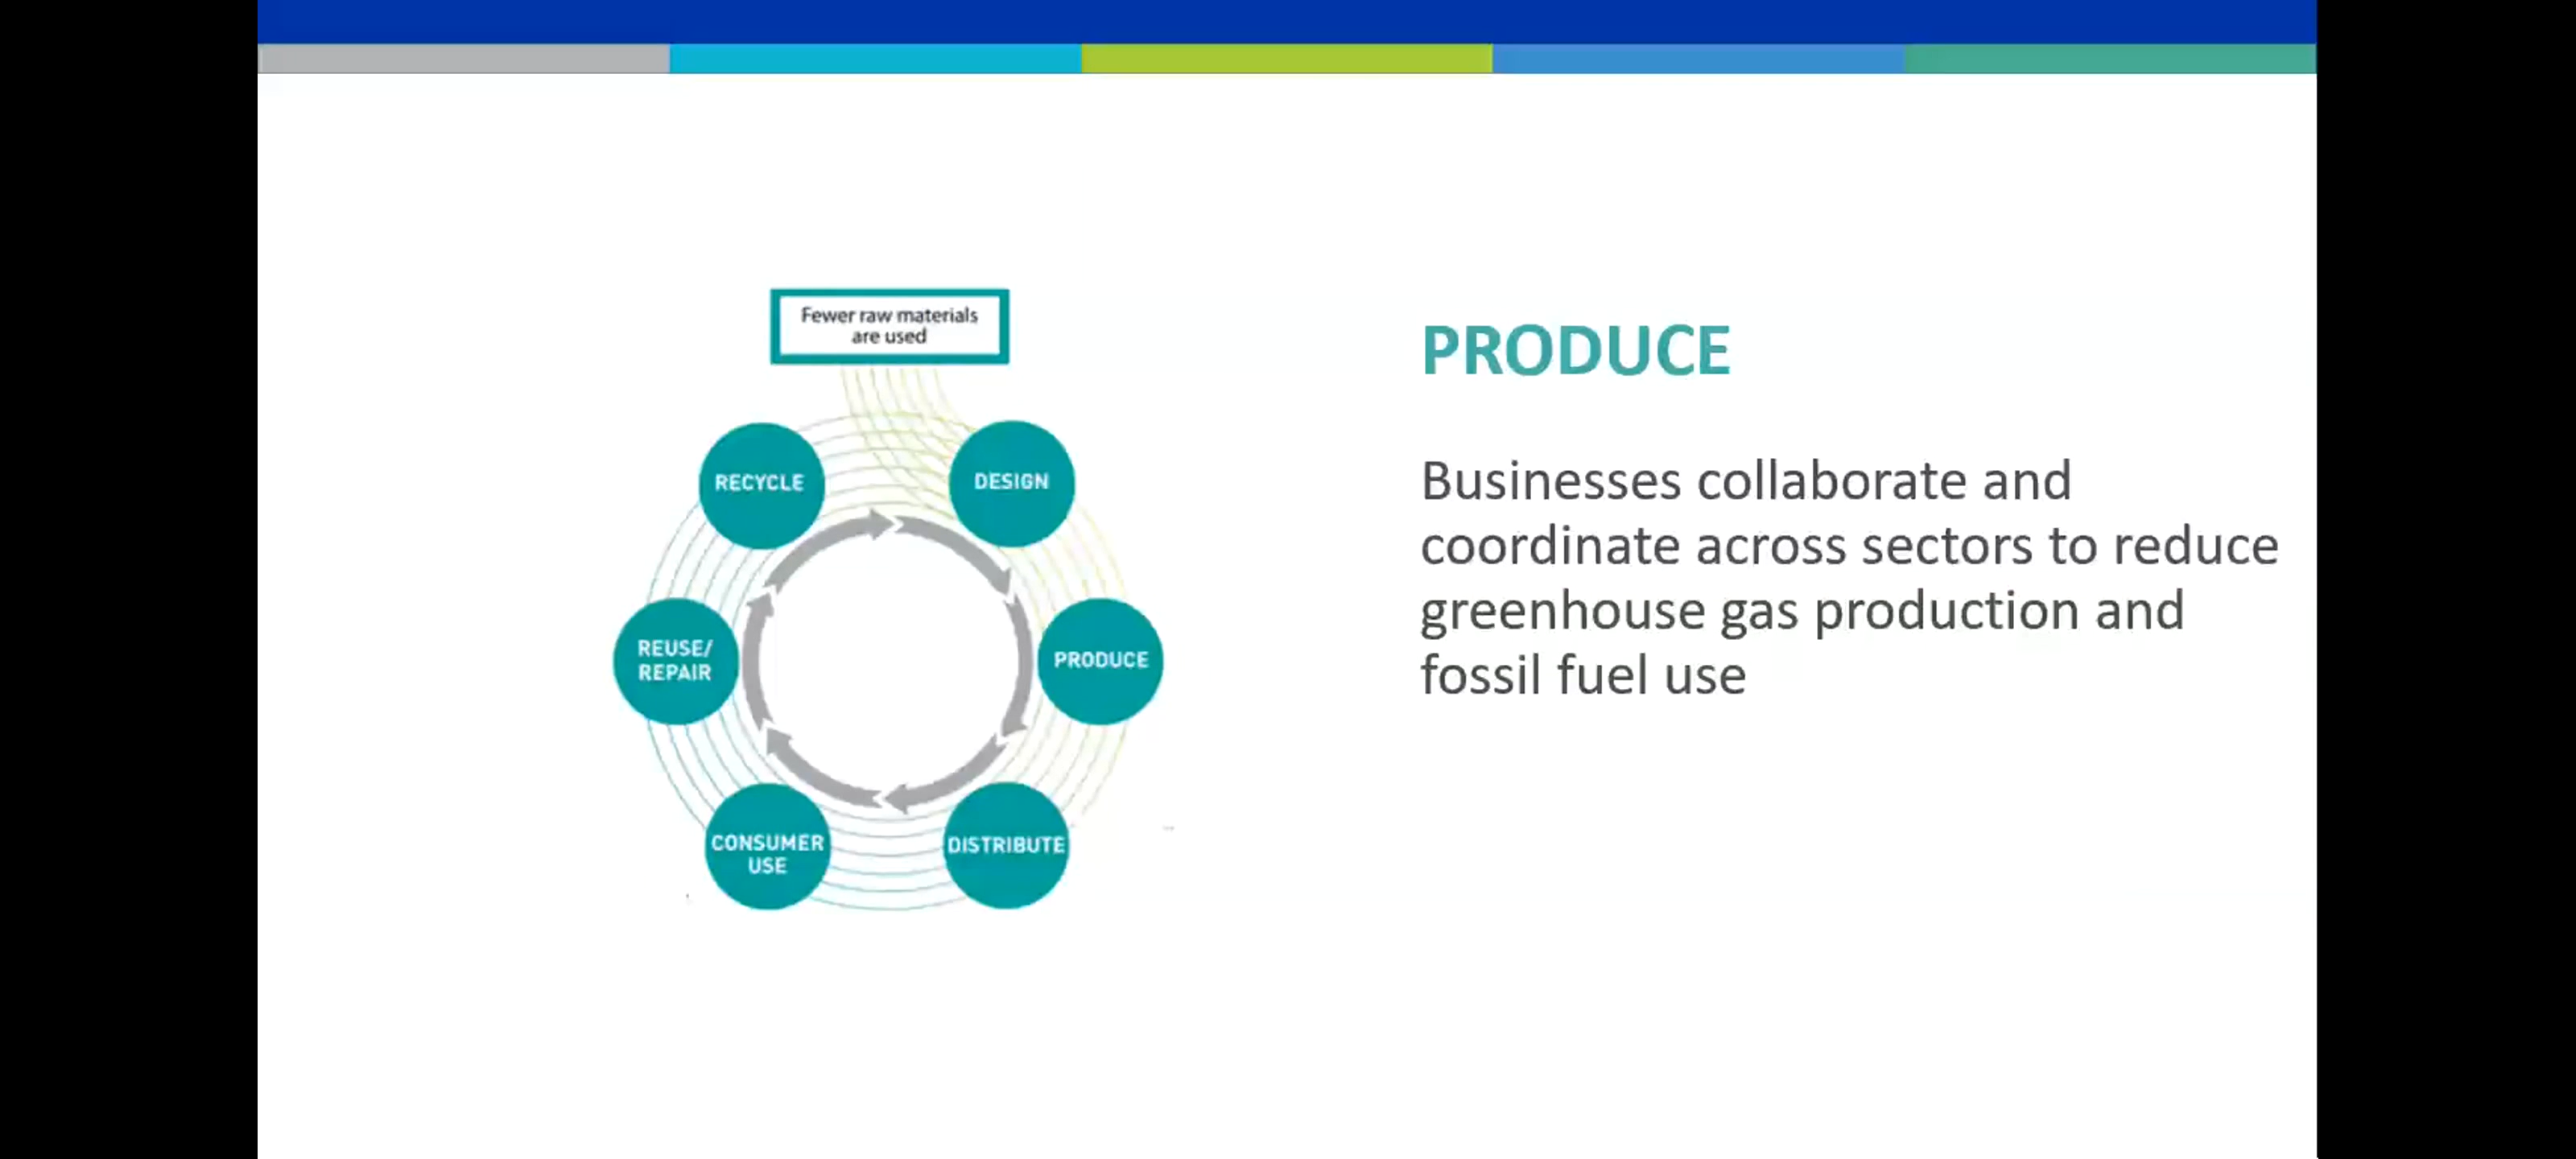 Fewer raw materials
are used
RECYCLE
DESIGN
REUSE/
REPAIR
PRODUCE
CONSUMER
USE
DISTRIBUTE
PRODUCE
Businesses collaborate and
coordinate across sectors to reduce
greenhouse gas production and
fossil fuel use